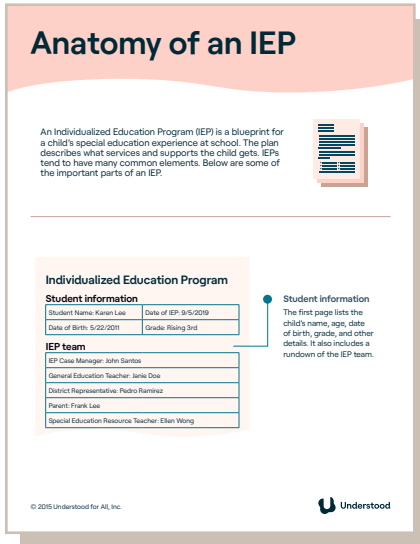 Anatomy of an IEP
An Individualized Education Program (IEP) is a blueprint for
a child's special education experience at school. The plan
describes what services and supports the child gets. IEPs
tend to have many common elements. Below are some of
the important parts of an IEP.
Individualized Education Program
Student information
Student Name: Karen Lee Date of IEP: 9/5/2019
Date of Birth: 5/22/2011 Grade: Rising 3rd
IEP team
IEP Case Manager: John Santos
General Education Teacher: Janie Doe
District Representative: Pedro Ramirez
Parent: Frank Lee
Special Education Resource Teacher: Ellen Wong
Student information
The first page lists the
child's name, age, date
of birth, grade, and other
details. It also includes a
rundown of the IEP team.
© 2015 Understood for All, Inc.
Understood